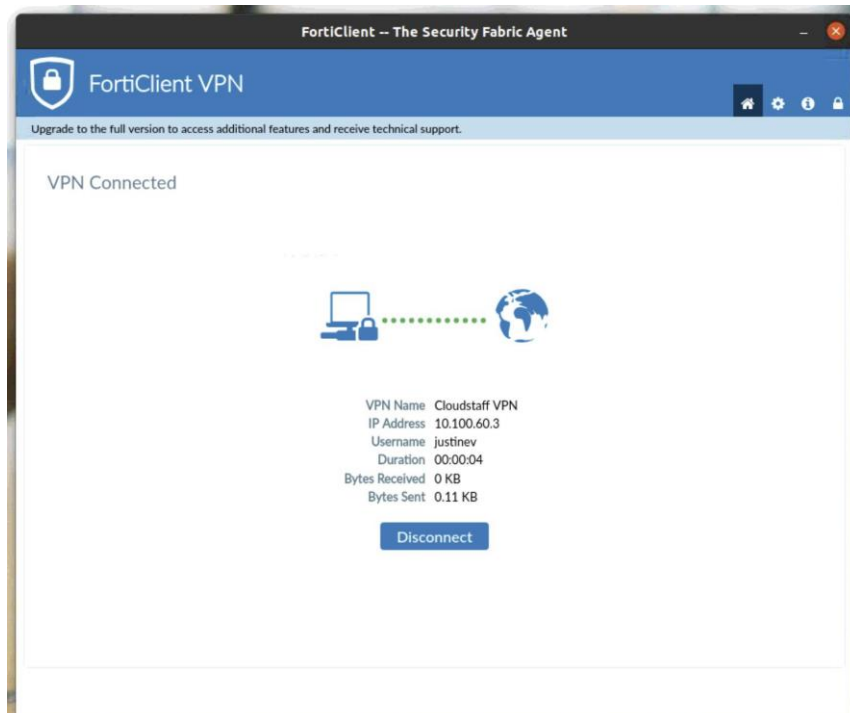 FortiClient -- The Security Fabric Agent
FortiClient VPN
Upgrade to the full version to access additional features and receive technical support.
VPN Connected
VPN Name Cloudstaff VPN
IP Address 10.100.60.3
Username justinev
Duration 00:00:04
Bytes Received 0 KB
Bytes Sent 0.11 KB
Disconnect